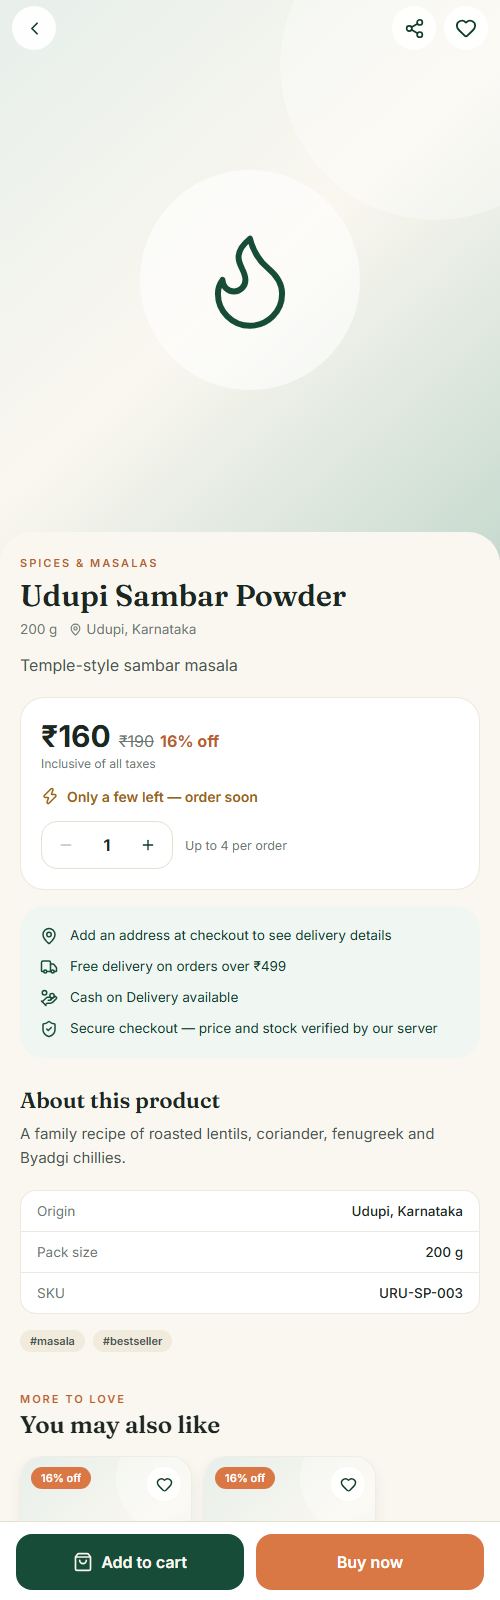 SPICES & MASALAS
Udupi Sambar Powder
200 g Udupi, Karnataka
Temple-style sambar masala
₹160 ₹190 16% off
Inclusive of all taxes
Only a few left — order soon
− 1 + Up to 4 per order
Add an address at checkout to see delivery details
Free delivery on orders over ₹499
Cash on Delivery available
Secure checkout — price and stock verified by our server
About this product
A family recipe of roasted lentils, coriander, fenugreek and
Byadgi chillies.
Origin Udupi, Karnataka
Pack size 200 g
SKU URU-SP-003
#masala #bestseller
MORE TO LOVE
You may also like
16% off 16% off
Add to cart Buy now